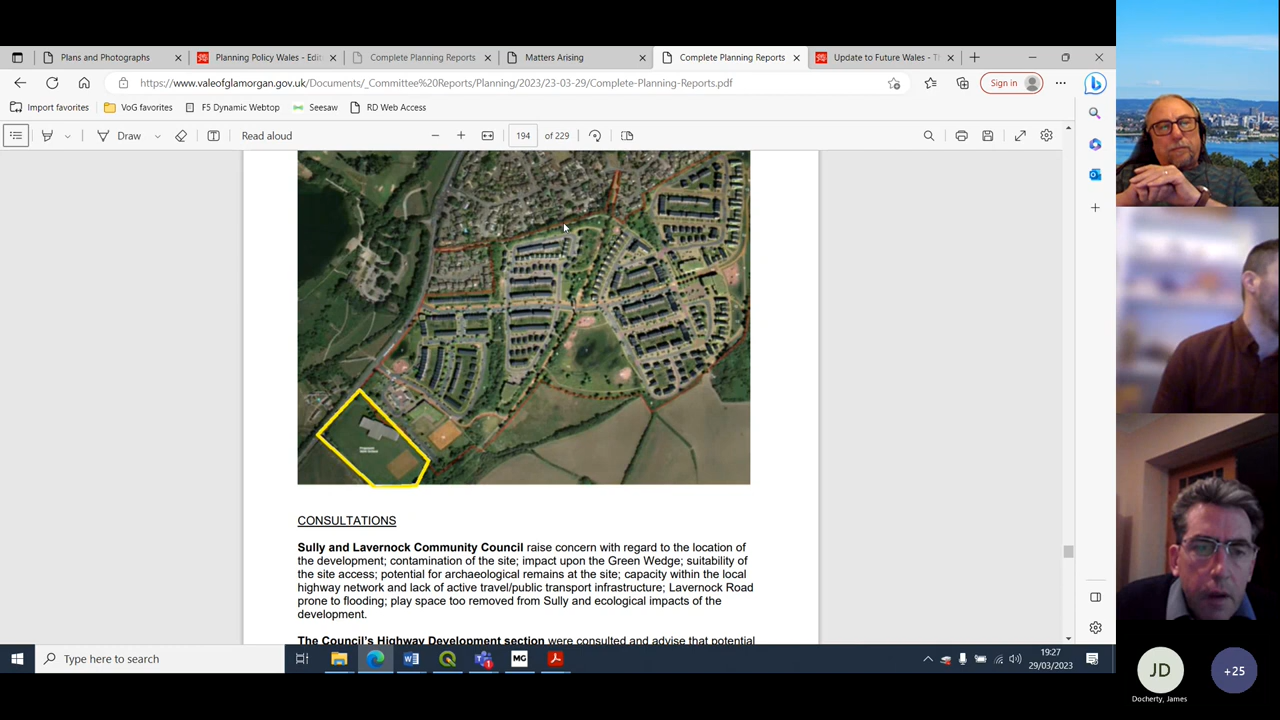 Plans and Photographs
Planning Policy Wales - Edi
Complete Planning Reports
Matters Arising
Complete Planning Reports
Update to Future Wales - T
https://www.valeofglamorgan.gov.uk/Documents/_Committee%20Reports/Planning/2023/23-03-29/Complete-Planning-Reports.pdf
Sign in
Import favorites
VoG favorites
F5 Dynamic Webtop
Seesaw
RD Web Access
Draw
Read aloud
194
of 229
CONSULTATIONS
Sully and Lavernock Community Council raise concern with regard to the location of
the development; contamination of the site; impact upon the Green Wedge; suitability of
the site access; potential for archaeological remains at the site; capacity within the local
highway network and lack of active travel/public transport infrastructure; Lavernock Road
prone to flooding; play space too removed from Sully and ecological impacts of the
development.
The Council's Highway Development section were consulted and advise that potential
Type here to search
MG
19:27
29/03/2023
JD
Docherty, James
+25